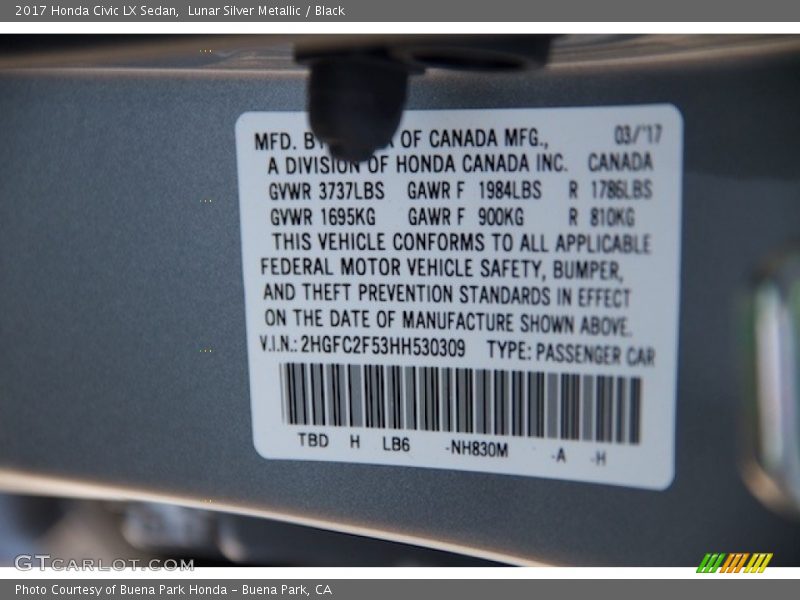 2017 Honda Civic LX Sedan, Lunar Silver Metallic / Black
MFD. OF CANADA MFG., 03/'17
A DIVISION OF HONDA CANADA INC. CANADA
GVWR 3737LBS GAWR F 1984LBS R 1786LBS
GVWR 1695KG GAWR F 900KG R 810KG
THIS VEHICLE CONFORMS TO ALL APPLICABLE
FEDERAL MOTOR VEHICLE SAFETY, BUMPER,
AND THEFT PREVENTION STANDARDS IN EFFECT
ON THE DATE OF MANUFACTURE SHOWN ABOVE.
V.I.N.: 2HGFC2F53HH530309 TYPE: PASSENGER CAR
TBD H LB6 -NH830M -A -H
GTCARLOT.COM
Photo Courtesy of Buena Park Honda - Buena Park, CA